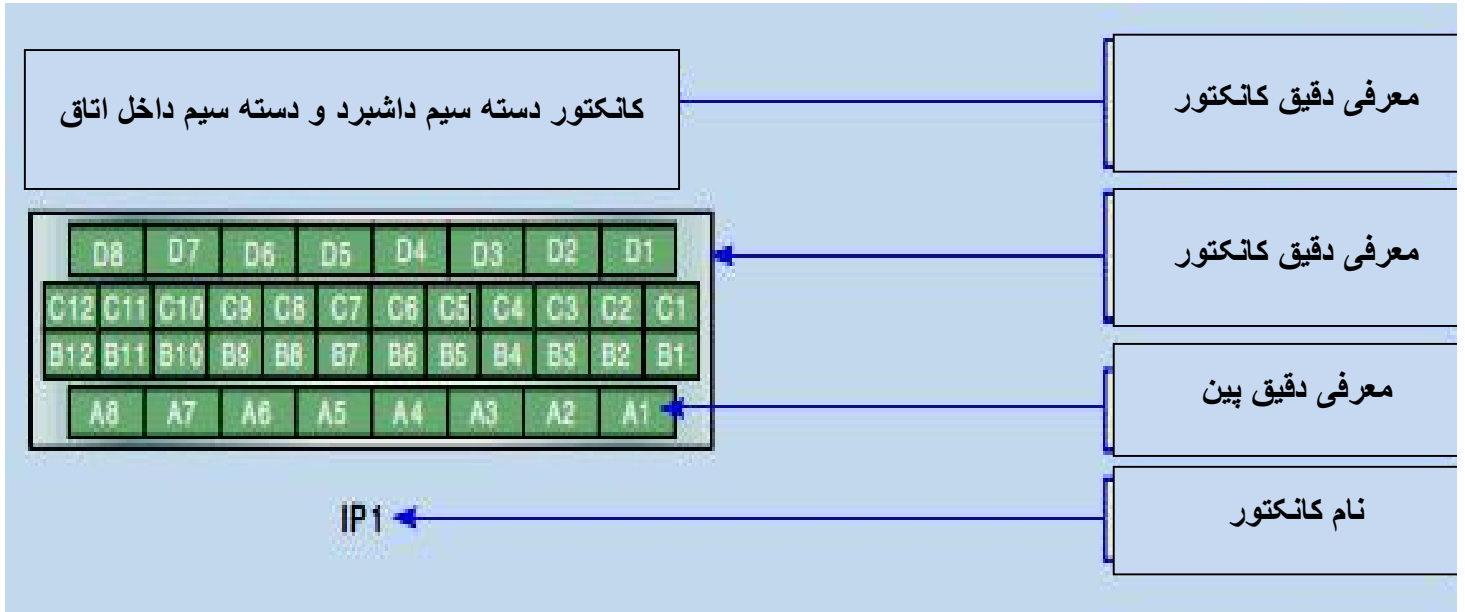 معرفی دقیق کانکتور
کانکتور دسته سیم داشبرد و دسته سیم داخل اتاق
معرفی دقیق کانکتور
D8 D7 D6 D5 D4 D3 D2 D1
C12 C11 C10 C9 C8 C7 C6 C5 C4 C3 C2 C1
B12 B11 B10 B9 B8 B7 B6 B5 B4 B3 B2 B1
A8 A7 A6 A5 A4 A3 A2 A1
معرفی دقیق پین
نام کانکتور
IP1